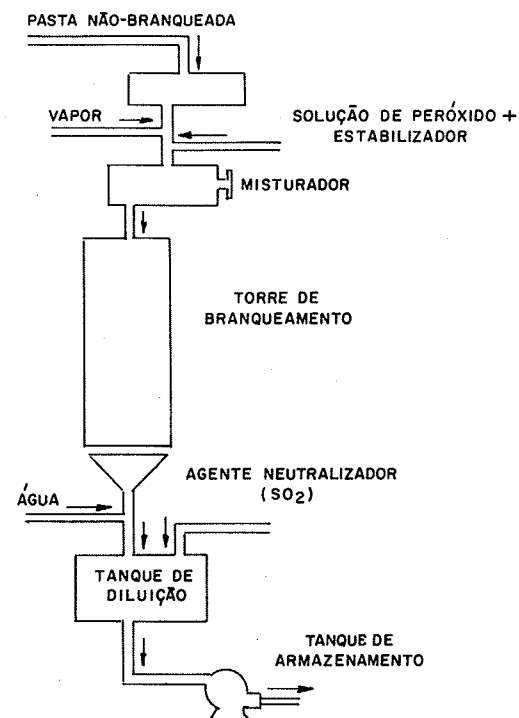 PASTA NÃO-BRANQUEADA
VAPOR
SOLUÇÃO DE PERÓXIDO +
ESTABILIZADOR
MISTURADOR
TORRE DE
BRANQUEAMENTO
AGENTE NEUTRALIZADOR
(SO₂)
ÁGUA
TANQUE DE
DILUIÇÃO
TANQUE DE
ARMAZENAMENTO